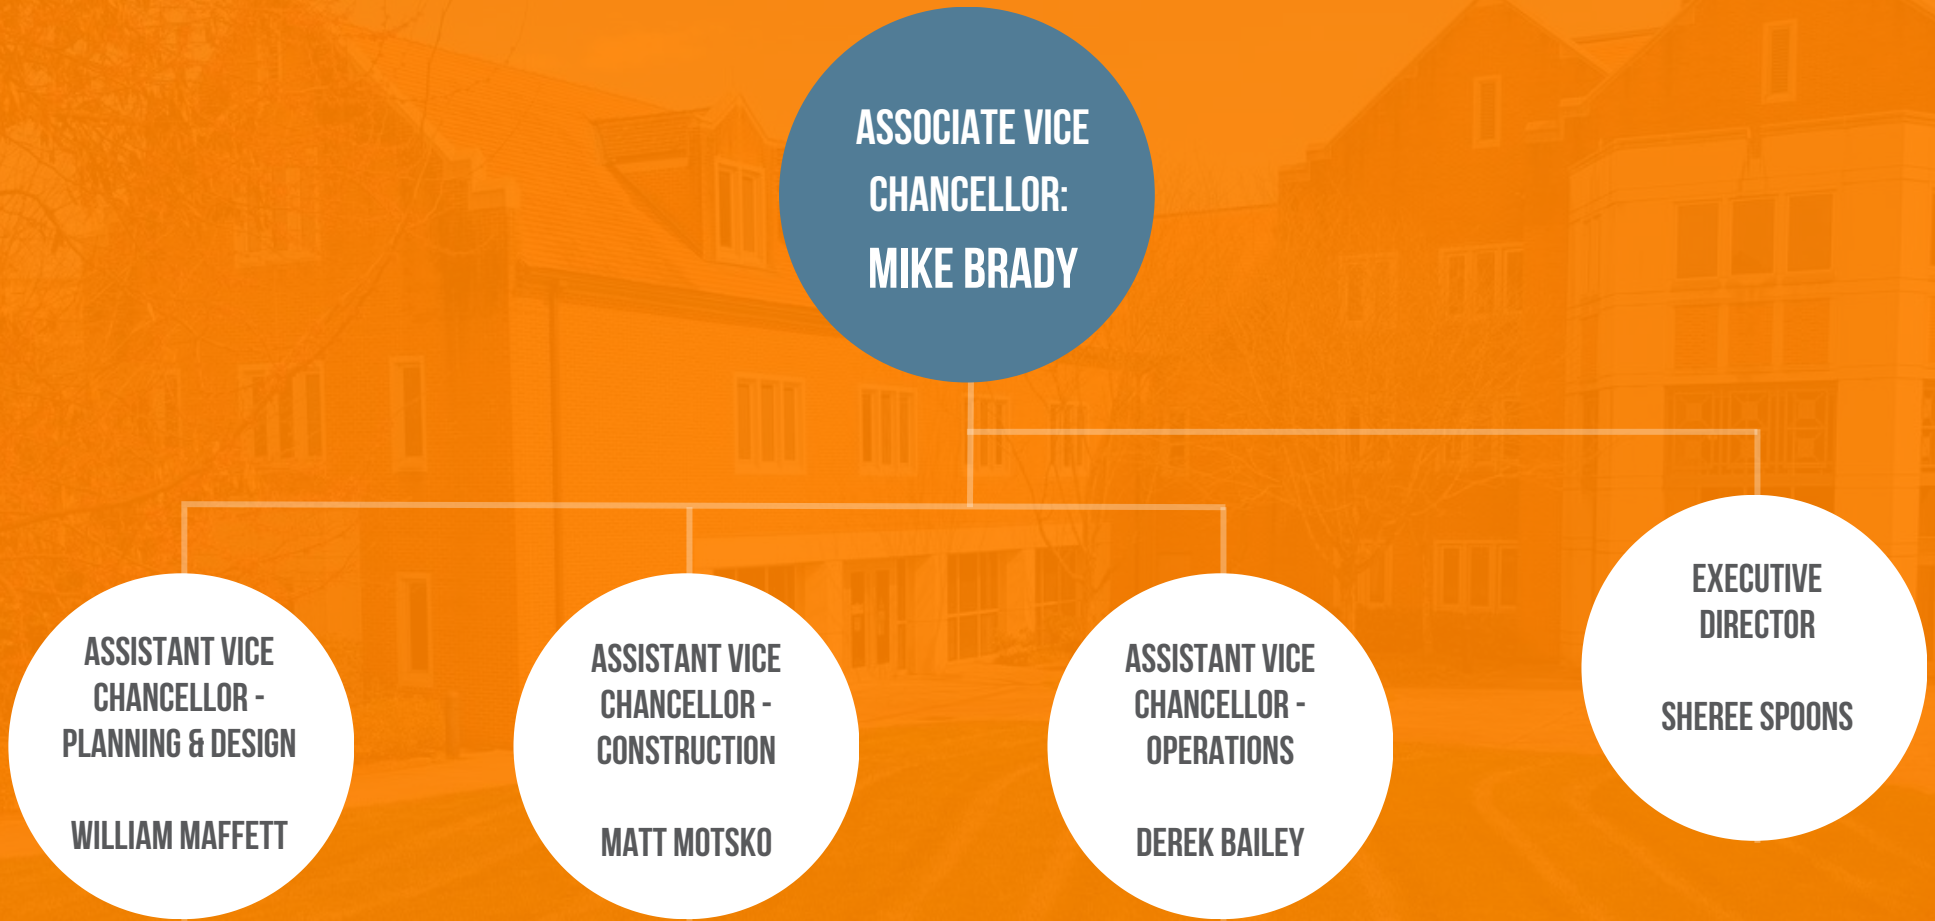 ASSOCIATE VICE
CHANCELLOR:
MIKE BRADY
ASSISTANT VICE
CHANCELLOR -
PLANNING & DESIGN
WILLIAM MAFFETT
ASSISTANT VICE
CHANCELLOR -
CONSTRUCTION
MATT MOTSKO
ASSISTANT VICE
CHANCELLOR -
OPERATIONS
DEREK BAILEY
EXECUTIVE
DIRECTOR
SHEREE SPOONS